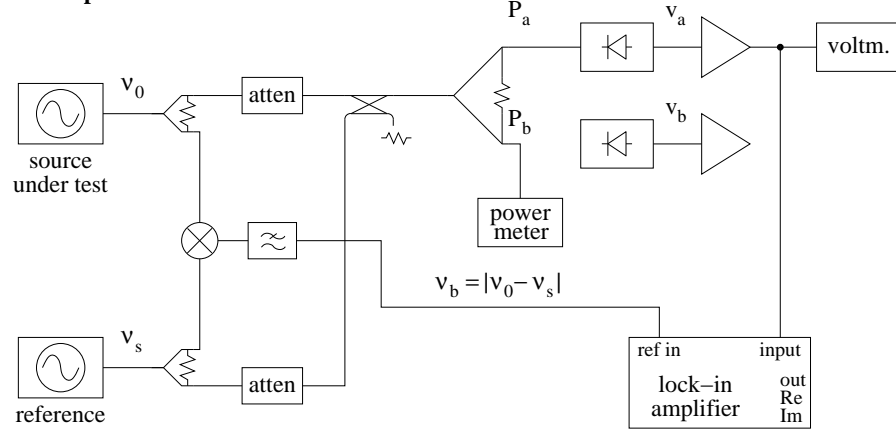 P_a
v_a
voltm.
ν_0
atten
P_b
v_b
source
under test
power
meter
ν_b = |ν_0 − ν_s|
ν_s
ref in
input
atten
lock−in
amplifier
out
Re
Im
reference